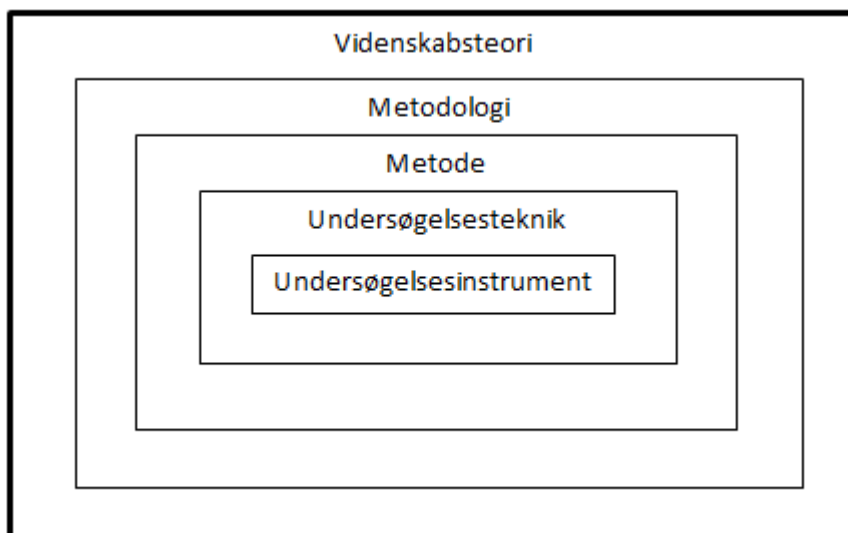 Videnskabsteori
Metodologi
Metode
Undersøgelsesteknik
Undersøgelsesinstrument